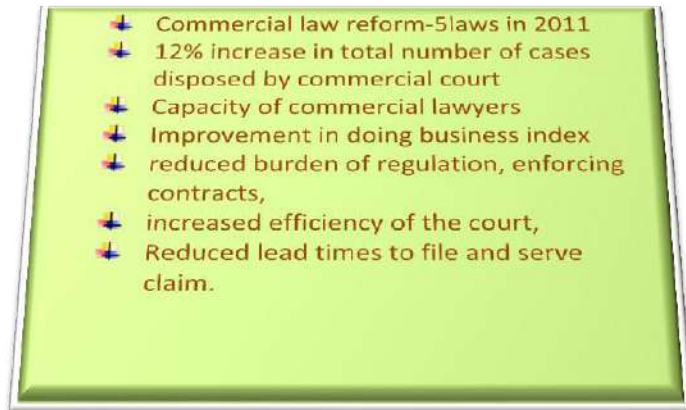 Commercial law reform-5laws in 2011
12% increase in total number of cases
disposed by commercial court
Capacity of commercial lawyers
Improvement in doing business index
reduced burden of regulation, enforcing
contracts,
increased efficiency of the court,
Reduced lead times to file and serve
claim.